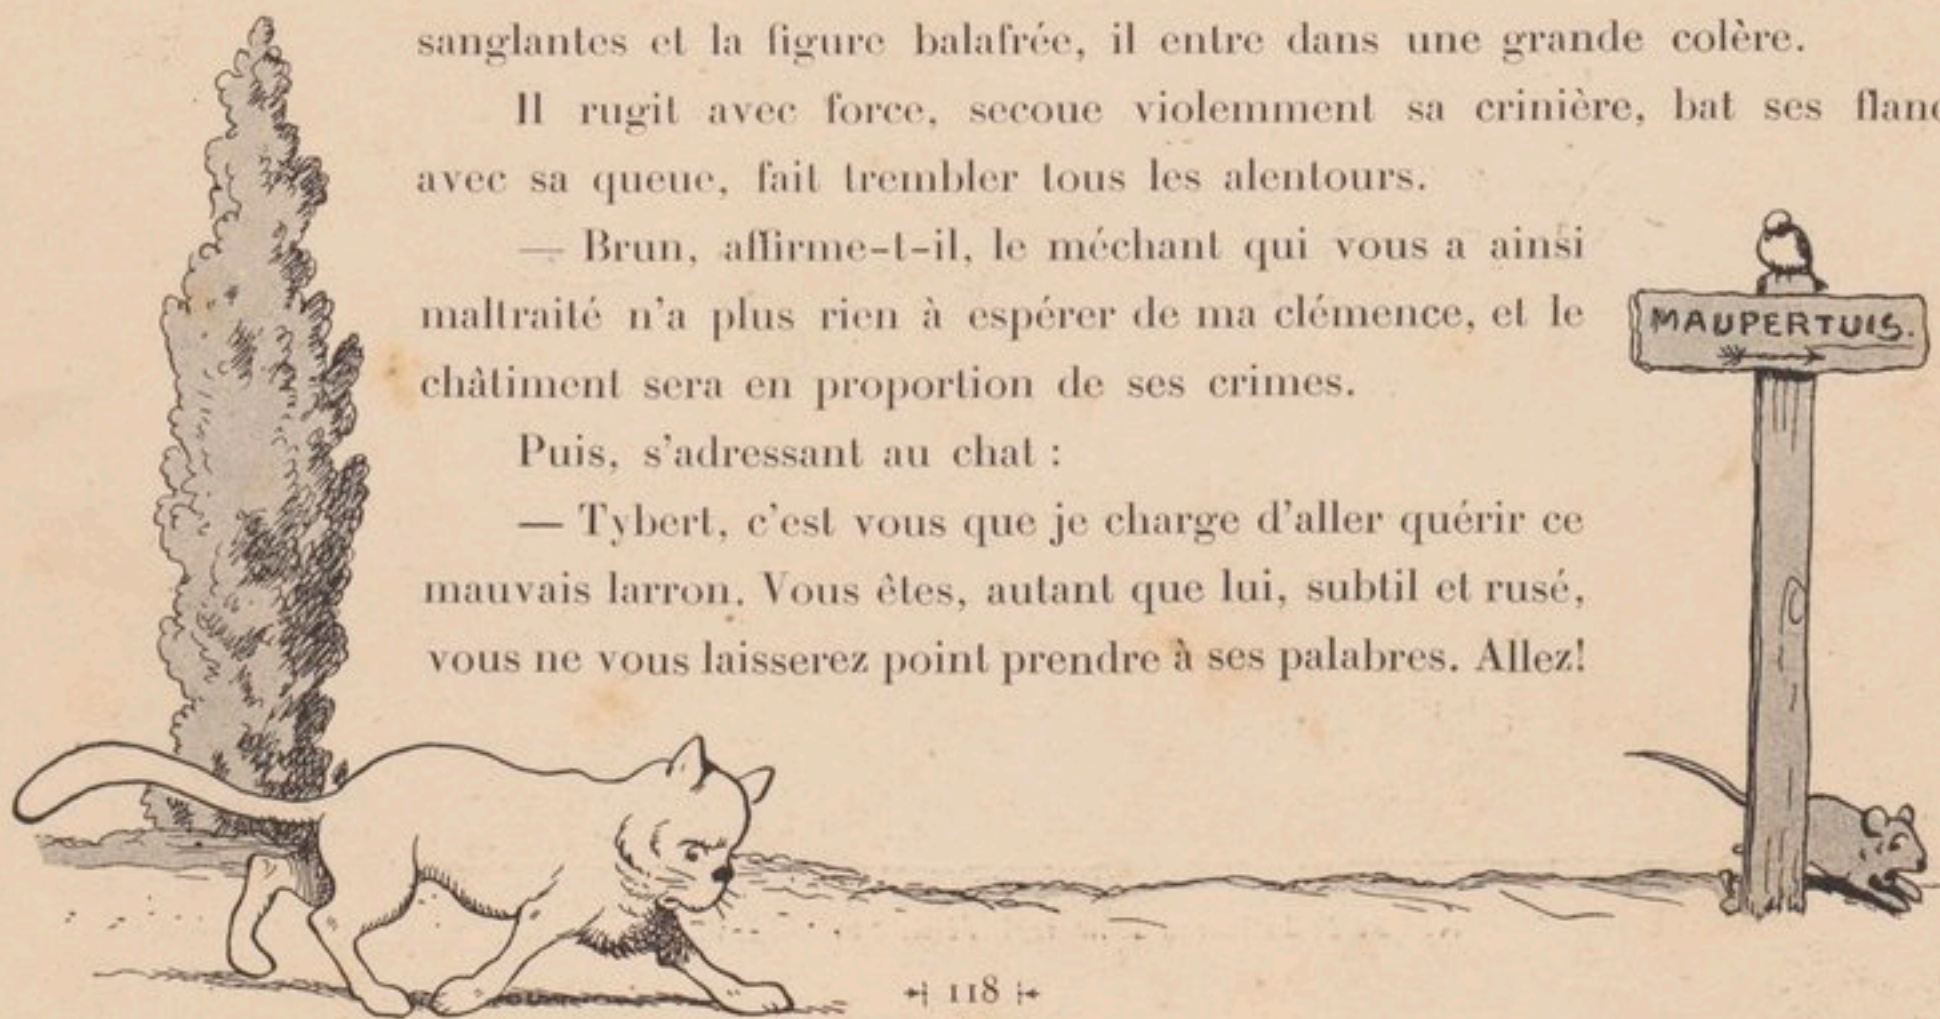 sanglantes et la figure balafrée, il entre dans une grande colère.
Il rugit avec force, secoue violemment sa crinière, bat ses flanc
avec sa queue, fait trembler tous les alentours.
— Brun, affirme-t-il, le méchant qui vous a ainsi
maltraité n'a plus rien à espérer de ma clémence, et le
châtiment sera en proportion de ses crimes.
Puis, s'adressant au chat :
— Tybert, c'est vous que je charge d'aller quérir ce
mauvais larron. Vous êtes, autant que lui, subtil et rusé,
vous ne vous laisserez point prendre à ses palabres. Allez!
MAUPERTUIS.
118